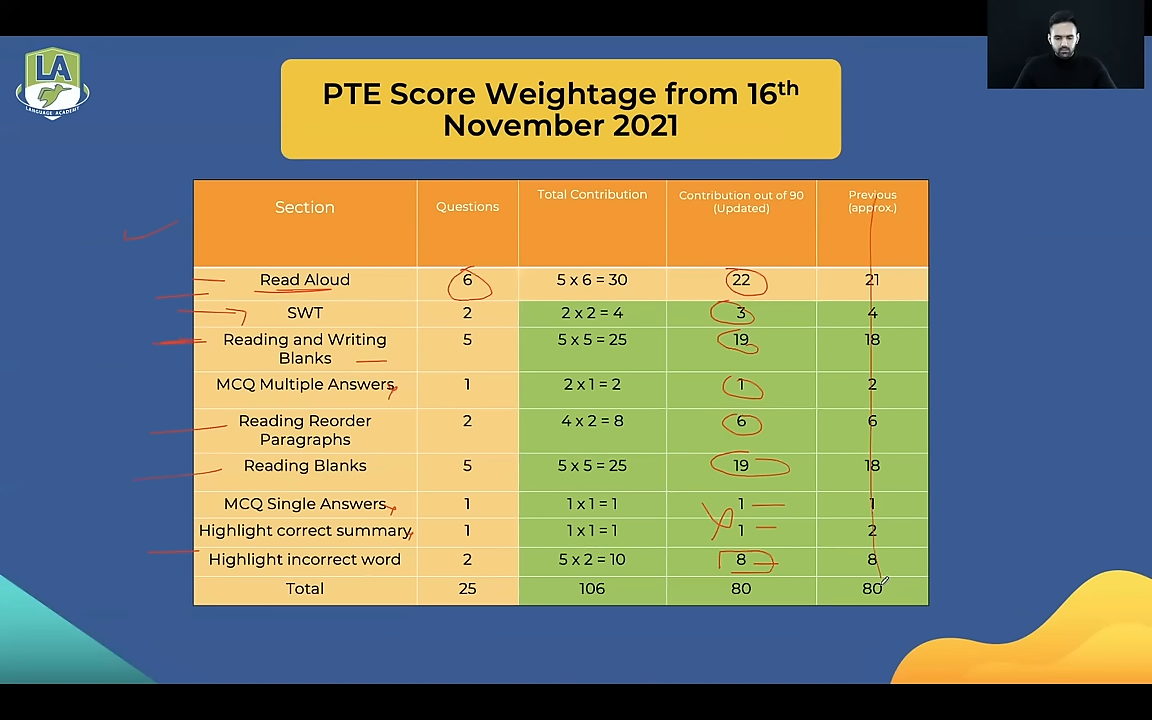 LA
LANGUAGE ACADEMY
PTE Score Weightage from 16th
November 2021
Section Questions Total Contribution Contribution out of 90 (Updated) Previous (approx.)
Read Aloud 6 5 x 6 = 30 22 21
SWT 2 2 x 2 = 4 3 4
Reading and Writing Blanks 5 5 x 5 = 25 19 18
MCQ Multiple Answers 1 2 x 1 = 2 1 2
Reading Reorder Paragraphs 2 4 x 2 = 8 6 6
Reading Blanks 5 5 x 5 = 25 19 18
MCQ Single Answers 1 1 x 1 = 1 1 1
Highlight correct summary 1 1 x 1 = 1 1 2
Highlight incorrect word 2 5 x 2 = 10 8 8
Total 25 106 80 80